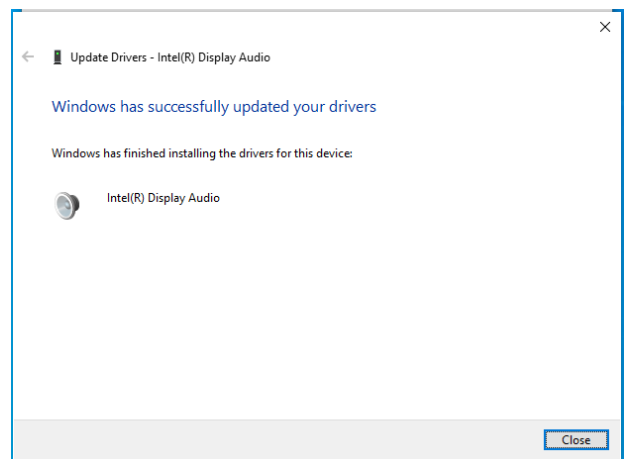 Update Drivers - Intel(R) Display Audio
Windows has successfully updated your drivers
Windows has finished installing the drivers for this device:
Intel(R) Display Audio
Close